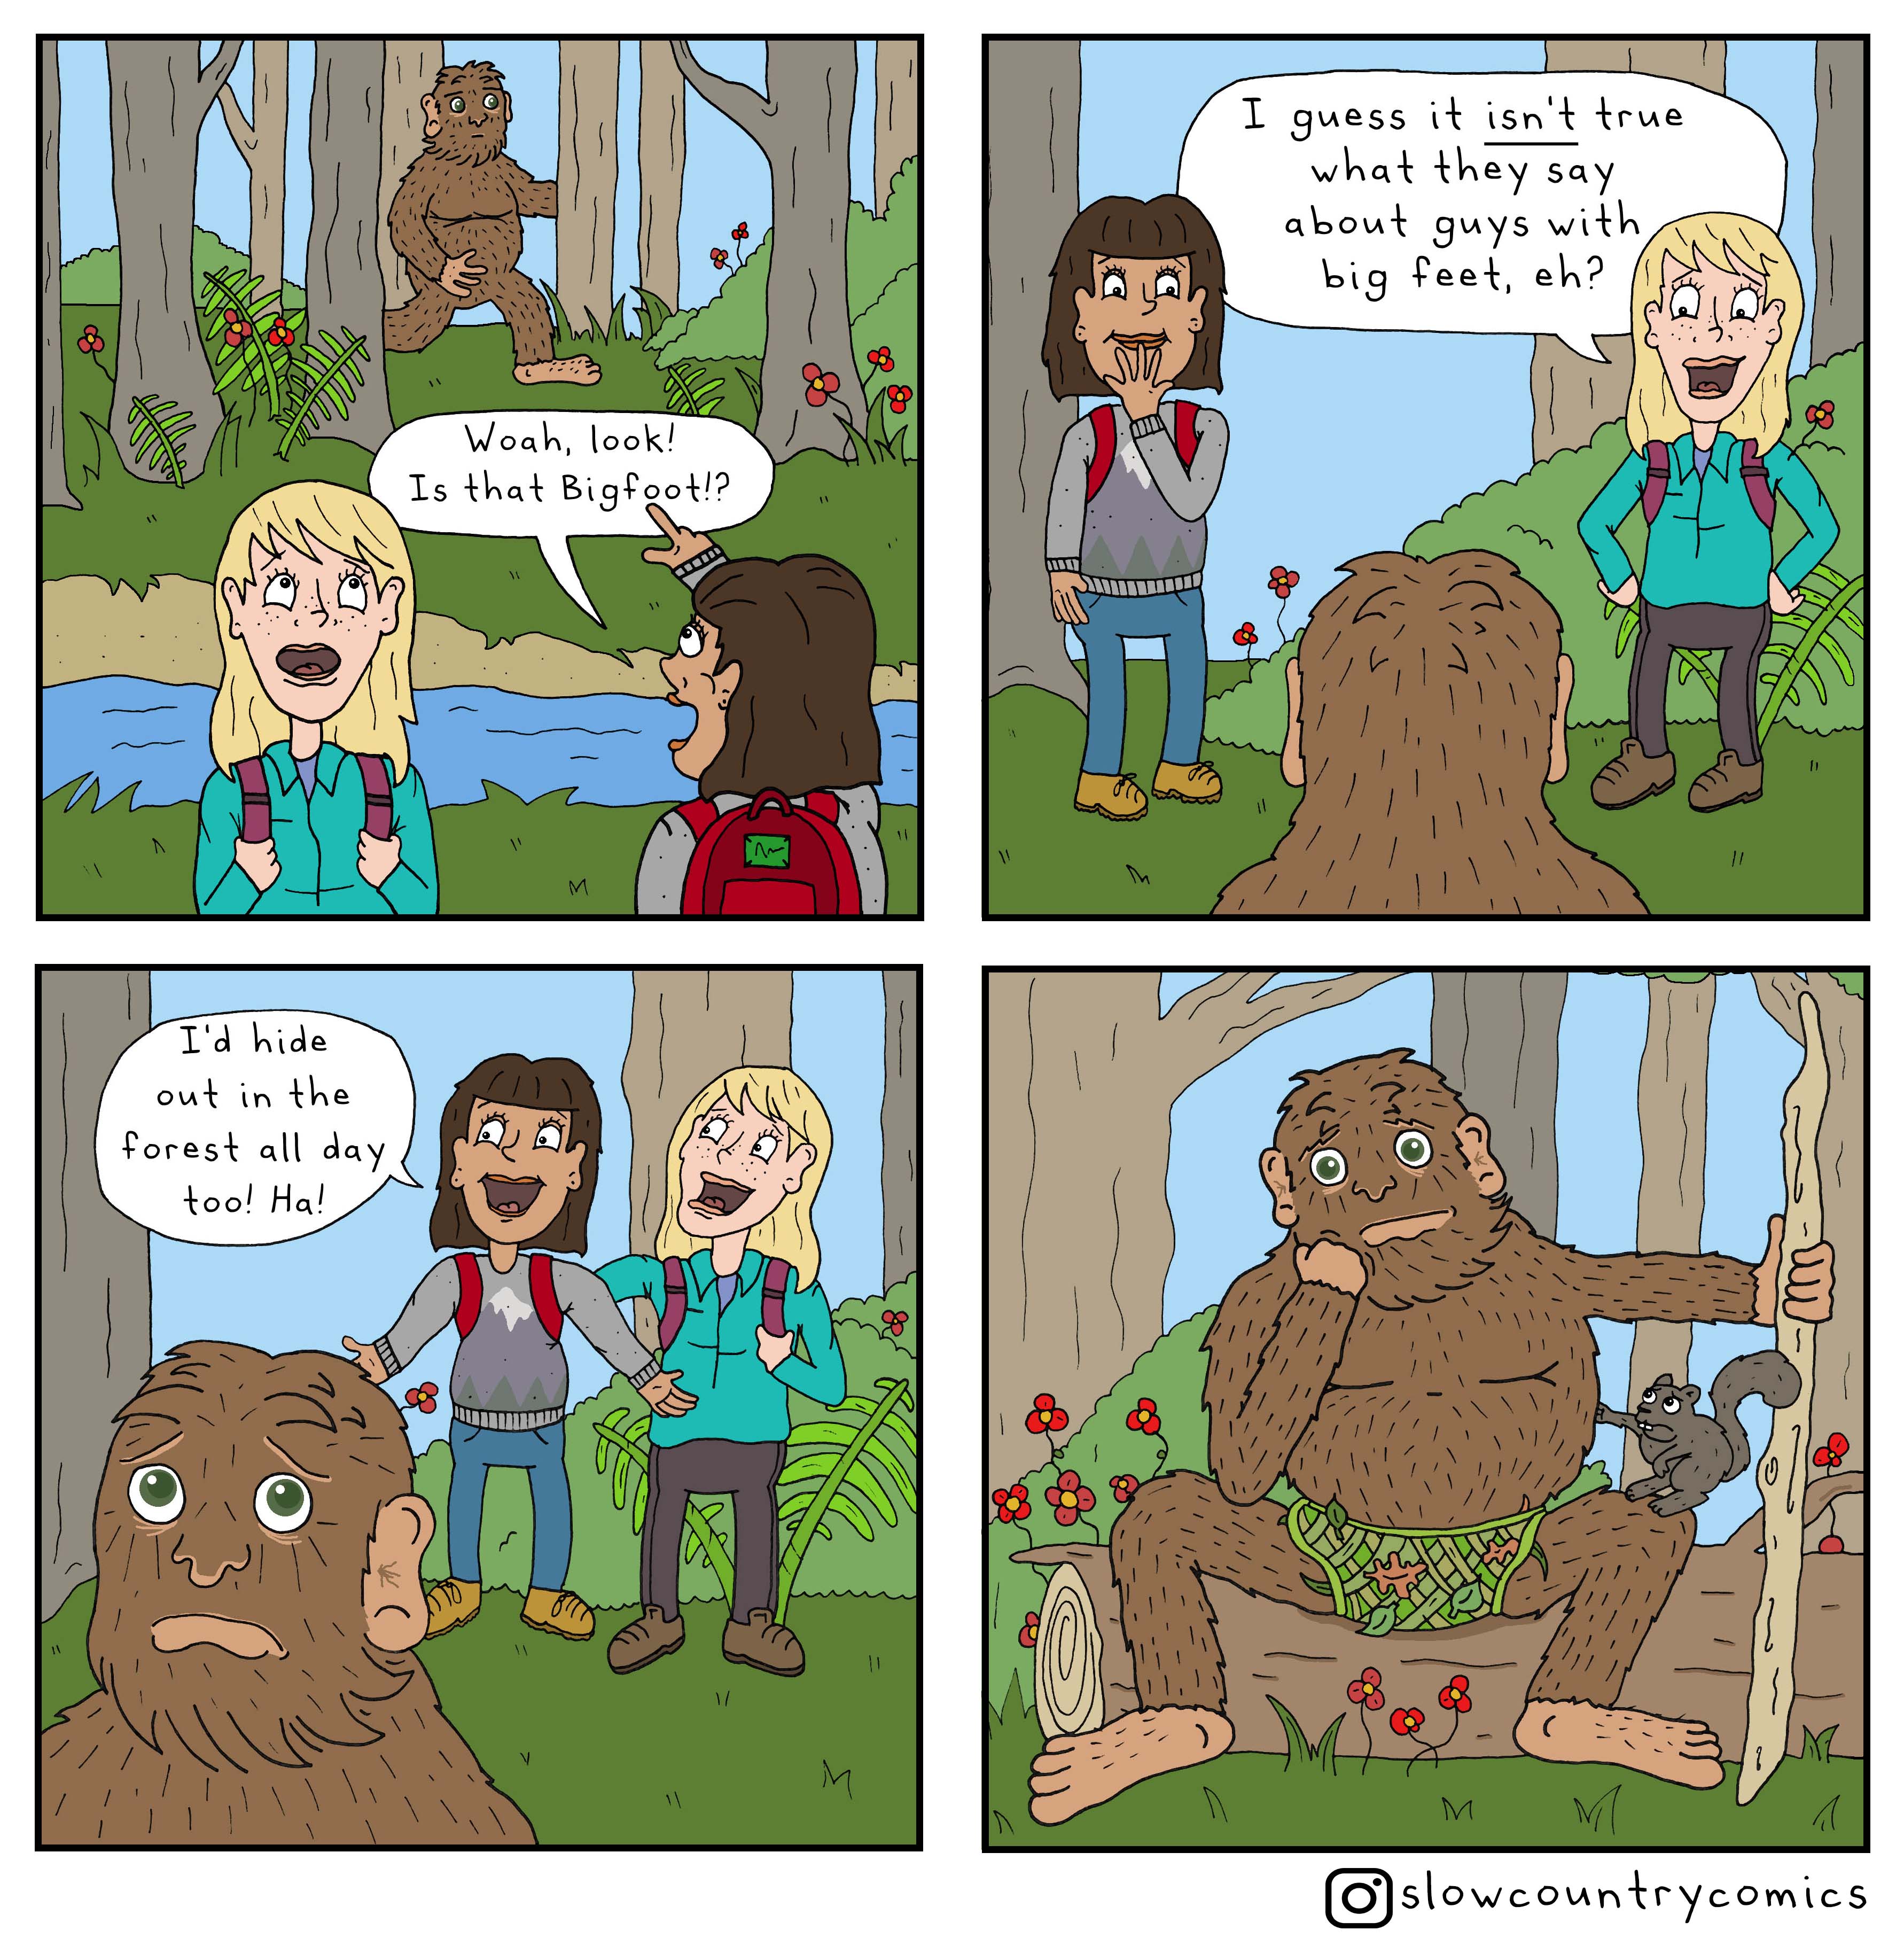 Woah, look!
Is that Bigfoot!?
I guess it isn't true
what they say
about guys with
big feet, eh?
I'd hide
out in the
forest all day
too! Ha!
slowcountrycomics